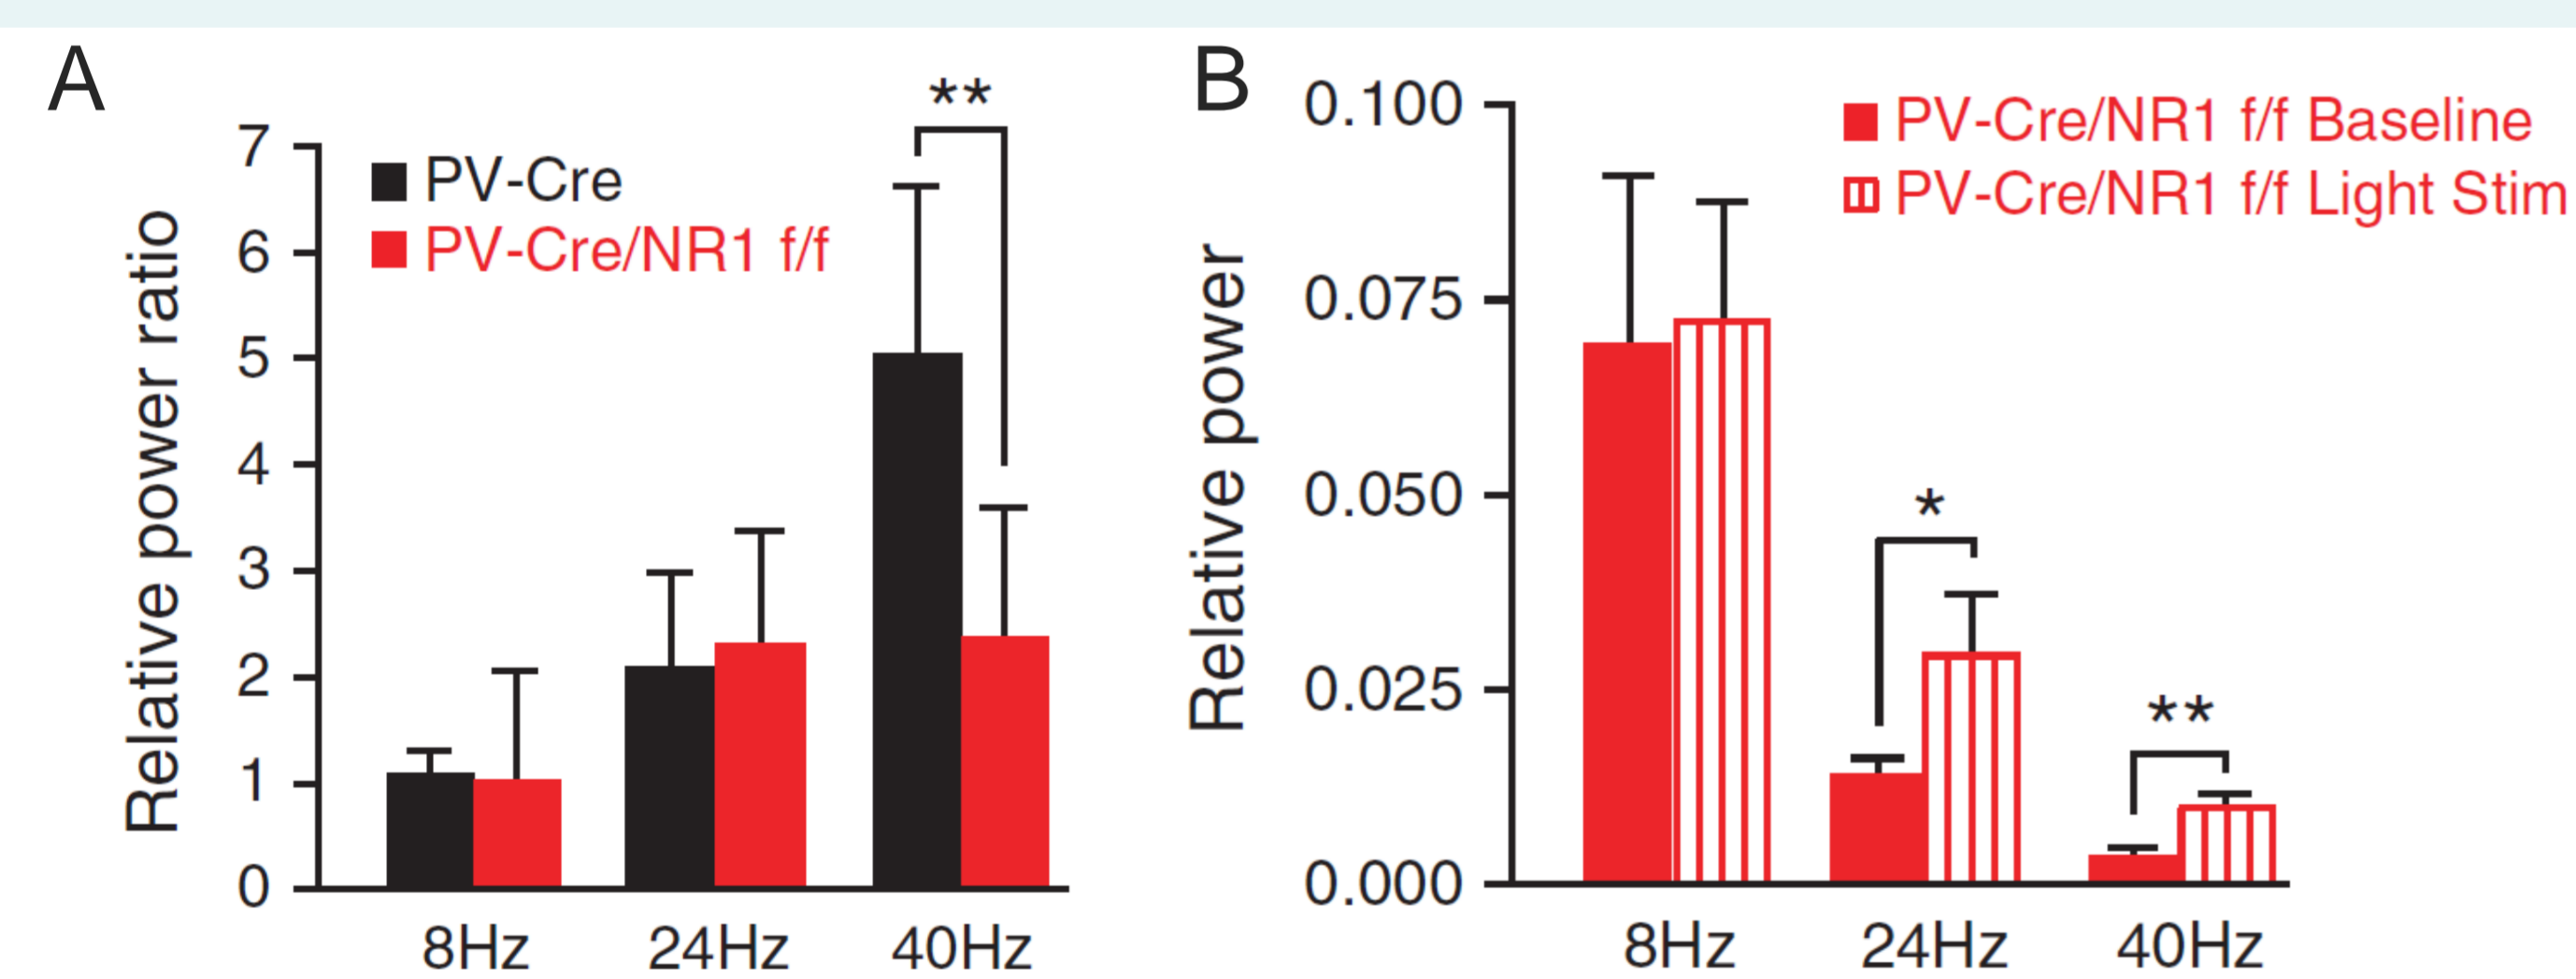 A
**
7
6
5
4
3
2
1
0
Relative power ratio
PV-Cre
PV-Cre/NR1 f/f
8Hz
24Hz
40Hz
B
0.100
0.075
0.050
0.025
0.000
Relative power
PV-Cre/NR1 f/f Baseline
PV-Cre/NR1 f/f Light Stim
*
**
8Hz
24Hz
40Hz